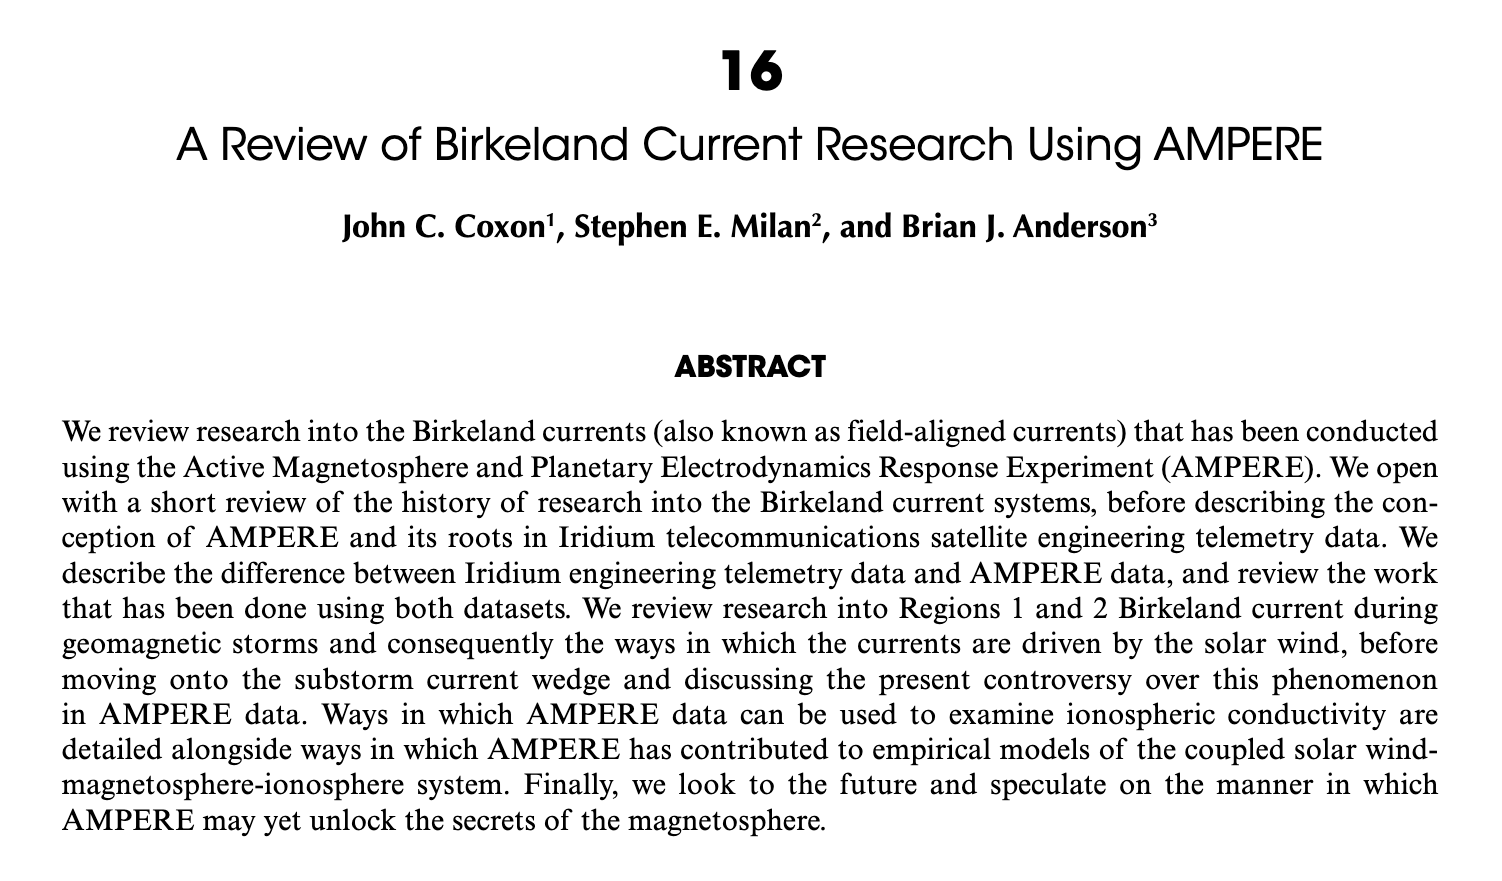 16
A Review of Birkeland Current Research Using AMPERE
John C. Coxon¹, Stephen E. Milan², and Brian J. Anderson³
ABSTRACT
We review research into the Birkeland currents (also known as field-aligned currents) that has been conducted
using the Active Magnetosphere and Planetary Electrodynamics Response Experiment (AMPERE). We open
with a short review of the history of research into the Birkeland current systems, before describing the con-
ception of AMPERE and its roots in Iridium telecommunications satellite engineering telemetry data. We
describe the difference between Iridium engineering telemetry data and AMPERE data, and review the work
that has been done using both datasets. We review research into Regions 1 and 2 Birkeland current during
geomagnetic storms and consequently the ways in which the currents are driven by the solar wind, before
moving onto the substorm current wedge and discussing the present controversy over this phenomenon
in AMPERE data. Ways in which AMPERE data can be used to examine ionospheric conductivity are
detailed alongside ways in which AMPERE has contributed to empirical models of the coupled solar wind-
magnetosphere-ionosphere system. Finally, we look to the future and speculate on the manner in which
AMPERE may yet unlock the secrets of the magnetosphere.